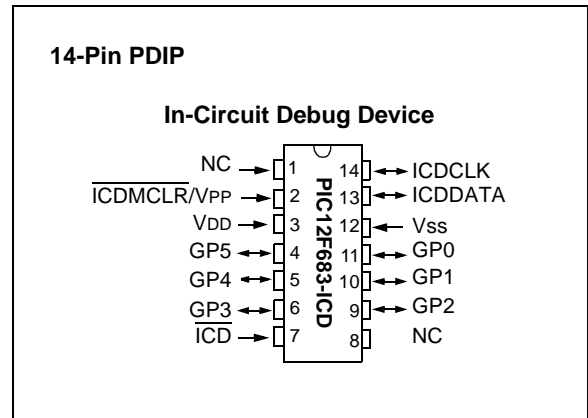 14-Pin PDIP
In-Circuit Debug Device
NC 1 14 ICDCLK
ICDMCLR/VPP 2 13 ICDDATA
VDD 3 12 Vss
GP5 4 11 GP0
GP4 5 10 GP1
GP3 6 9 GP2
ICD 7 8 NC
PIC12F683-ICD